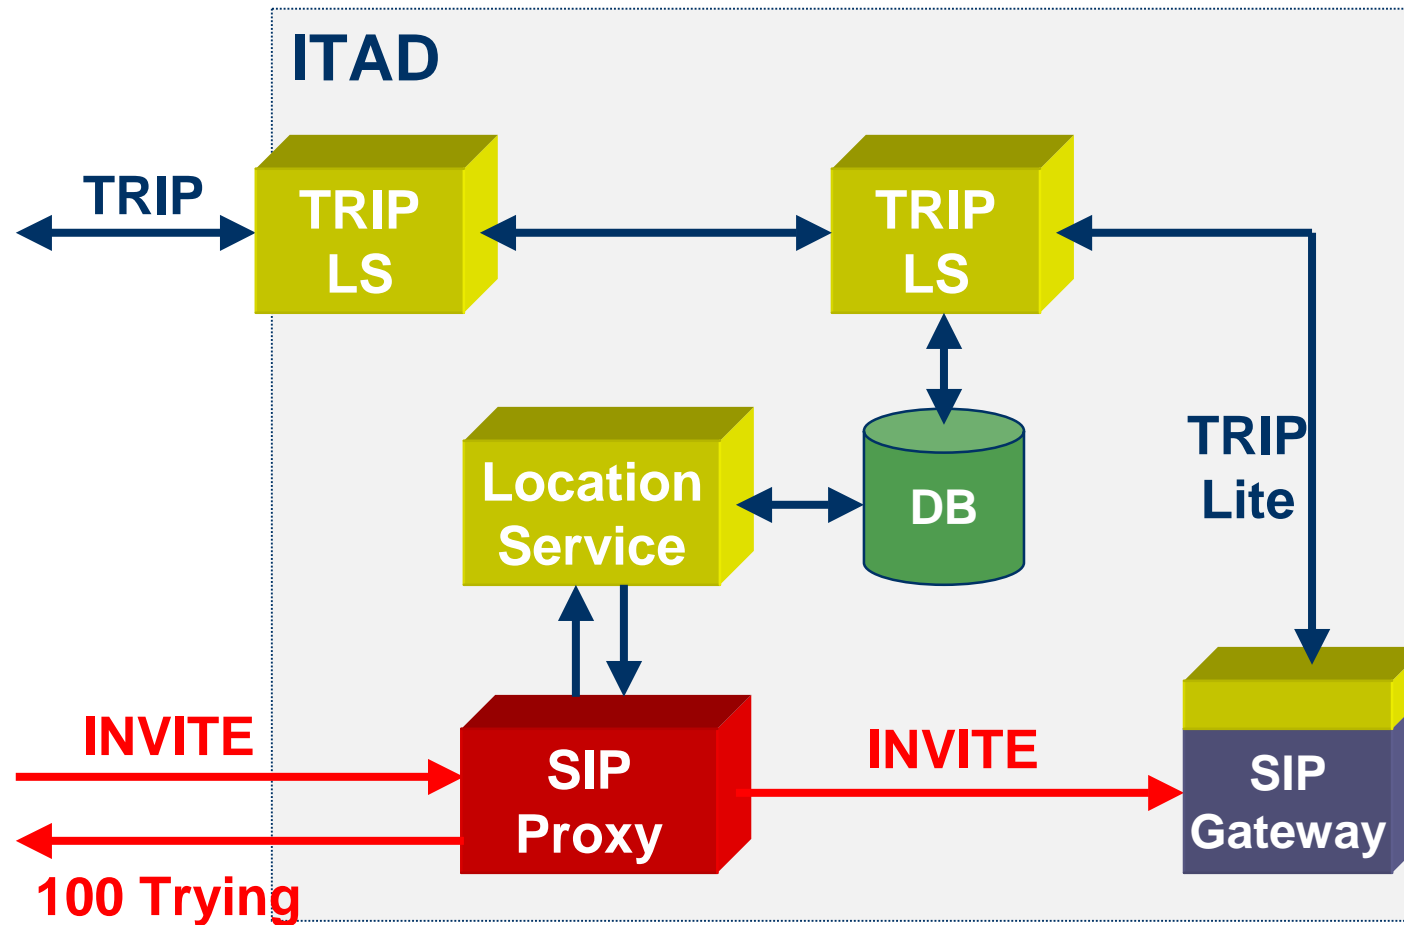 ITAD
TRIP
TRIP
LS
TRIP
LS
TRIP
Lite
Location
Service
DB
INVITE
SIP
Proxy
INVITE
SIP
Gateway
100 Trying